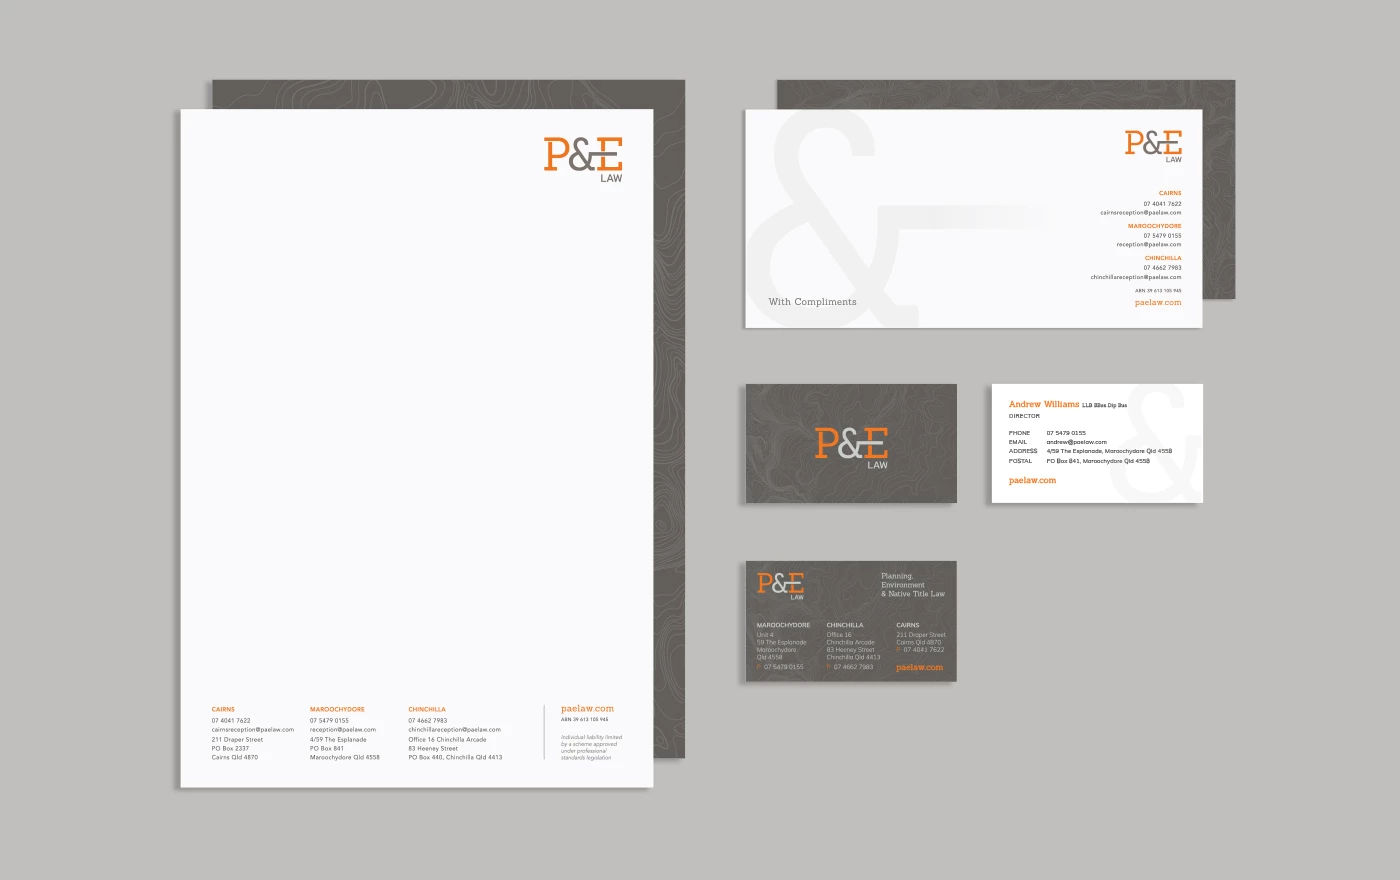 P&E
LAW
CAIRNS
07 4041 7622
cairnsreception@paelaw.com
211 Draper Street
PO Box 2337
Cairns Qld 4870
MAROOCHYDORE
07 5479 0155
reception@paelaw.com
4/59 The Esplanade
PO Box 841
Maroochydore Qld 4558
CHINCHILLA
07 4662 7983
chinchillareception@paelaw.com
Office 16 Chinchilla Arcade
83 Heeney Street
PO Box 440, Chinchilla Qld 4413
paelaw.com
ABN 39 613 105 945
Individual liability limited
by a scheme approved
under professional
standards legislation
&
P&E
LAW
CAIRNS
07 4041 7622
cairnsreception@paelaw.com
MAROOCHYDORE
07 5479 0155
reception@paelaw.com
CHINCHILLA
07 4662 7983
chinchillareception@paelaw.com
ABN 39 613 105 945
paelaw.com
With Compliments
P&E
LAW
&
Andrew Williams LLB BBus Dip Bus
DIRECTOR
PHONE 07 5479 0155
EMAIL andrew@paelaw.com
ADDRESS 4/59 The Esplanade, Maroochydore Qld 4558
POSTAL PO Box 841, Maroochydore Qld 4558
paelaw.com
P&E
LAW
Planning,
Environment
& Native Title Law
MAROOCHYDORE
Unit 4
59 The Esplanade
Maroochydore
Qld 4558
P 07 5479 0155
CHINCHILLA
Office 16
Chinchilla Arcade
83 Heeney Street
Chinchilla Qld 4413
P 07 4662 7983
CAIRNS
211 Draper Street
Cairns Qld 4870
P 07 4041 7622
paelaw.com